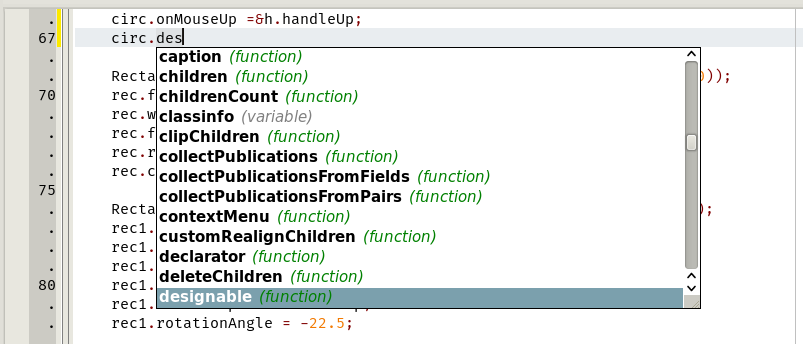 . circ.onMouseUp =&h.handleUp;
67 circ.des
.
. Recta ));
70 rec.f
. rec.w
. rec.f
. rec.r
. rec.c
75
. Recta );
. rec1.
. rec1.
. rec1.
80 rec1.
. rec1.
. rec1.rotationAngle = -22.5;
caption (function)
children (function)
childrenCount (function)
classinfo (variable)
clipChildren (function)
collectPublications (function)
collectPublicationsFromFields (function)
collectPublicationsFromPairs (function)
contextMenu (function)
customRealignChildren (function)
declarator (function)
deleteChildren (function)
designable (function)